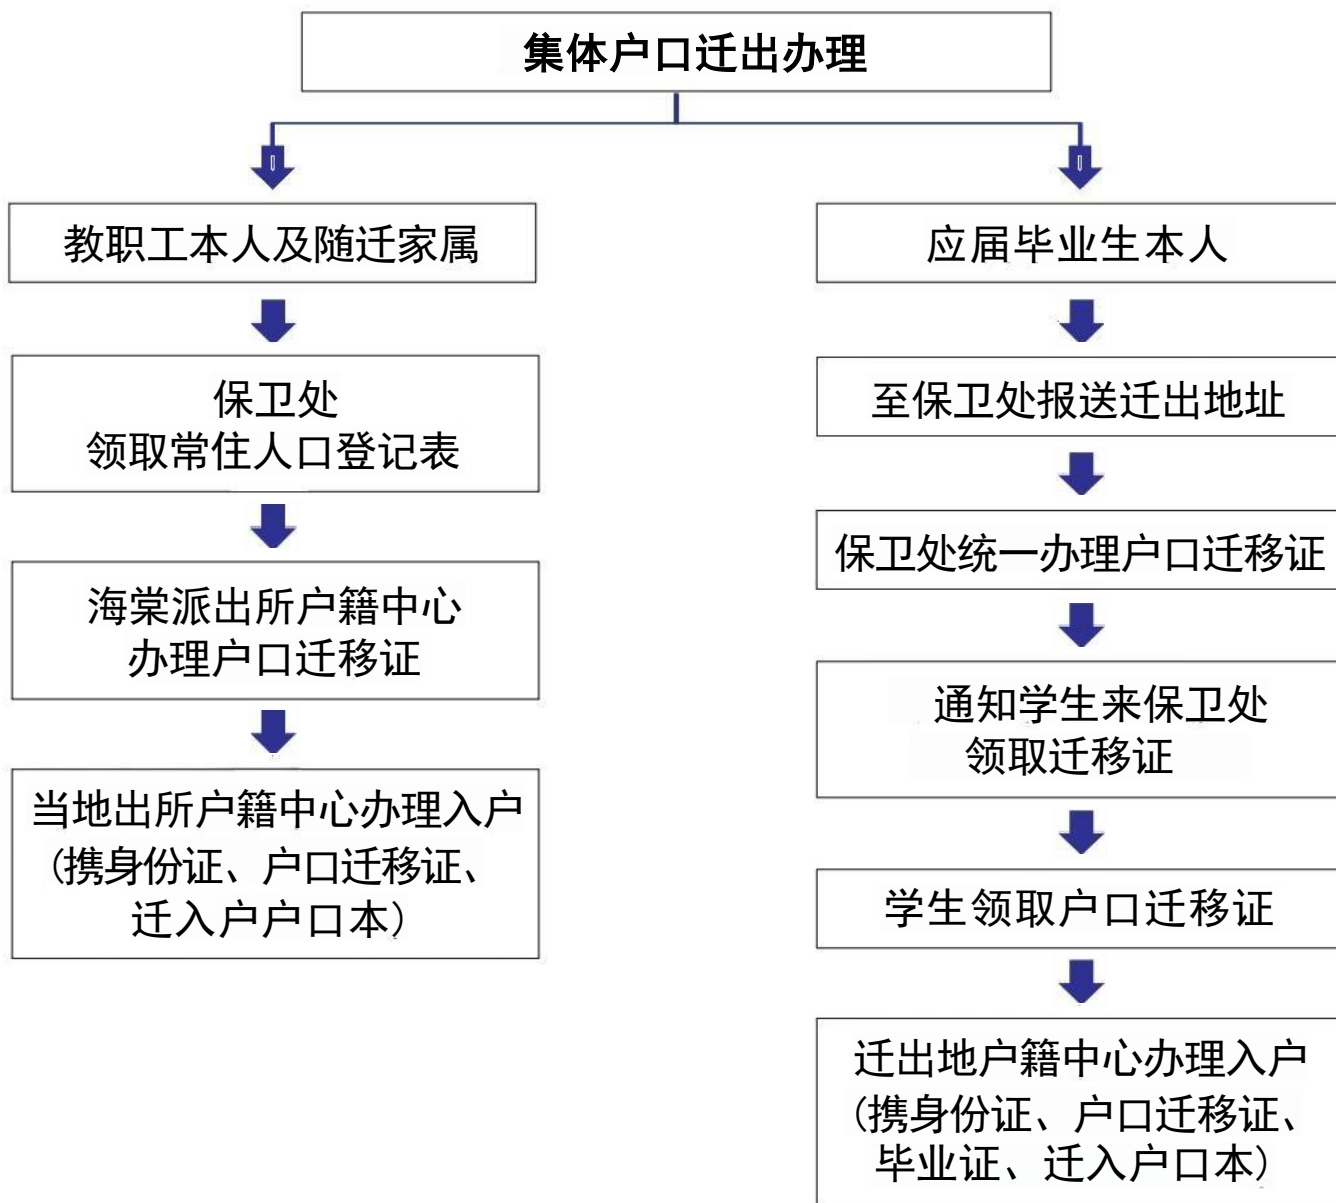 集体户口迁出办理
教职工本人及随迁家属
保卫处
领取常住人口登记表
海棠派出所户籍中心
办理户口迁移证
当地出所户籍中心办理入户
(携身份证、户口迁移证、
迁入户户口本)
应届毕业生本人
至保卫处报送迁出地址
保卫处统一办理户口迁移证
通知学生来保卫处
领取迁移证
学生领取户口迁移证
迁出地户籍中心办理入户
(携身份证、户口迁移证、
毕业证、迁入户口本)